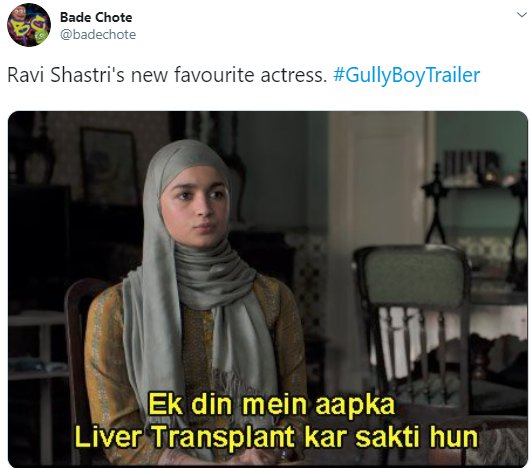 Bade Chote
@badechote
Ravi Shastri's new favourite actress. #GullyBoyTrailer
Ek din mein aapka
Liver Transplant kar sakti hun